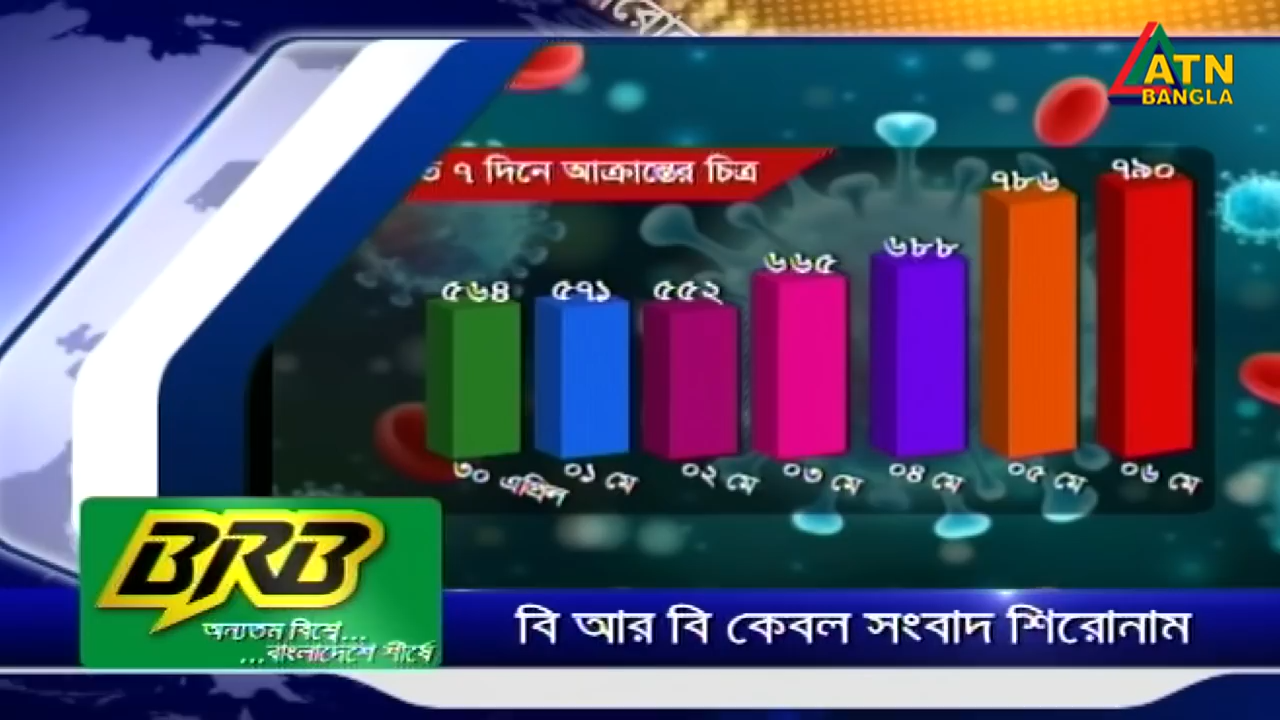 ATN
BANGLA
ত ৭ দিনে আক্রান্তের চিত্র
৫৬৪ ৫৭১ ৫৫২ ৬৬৫ ৬৮৮ ৭৮৬ ৭৯০
৩০ এপ্রিল ০১ মে ০২ মে ০৩ মে ০৪ মে ০৫ মে ০৬ মে
BRB
অন্যতম বিশ্বে...
...বাংলাদেশে শীর্ষে
বি আর বি কেবল সংবাদ শিরোনাম